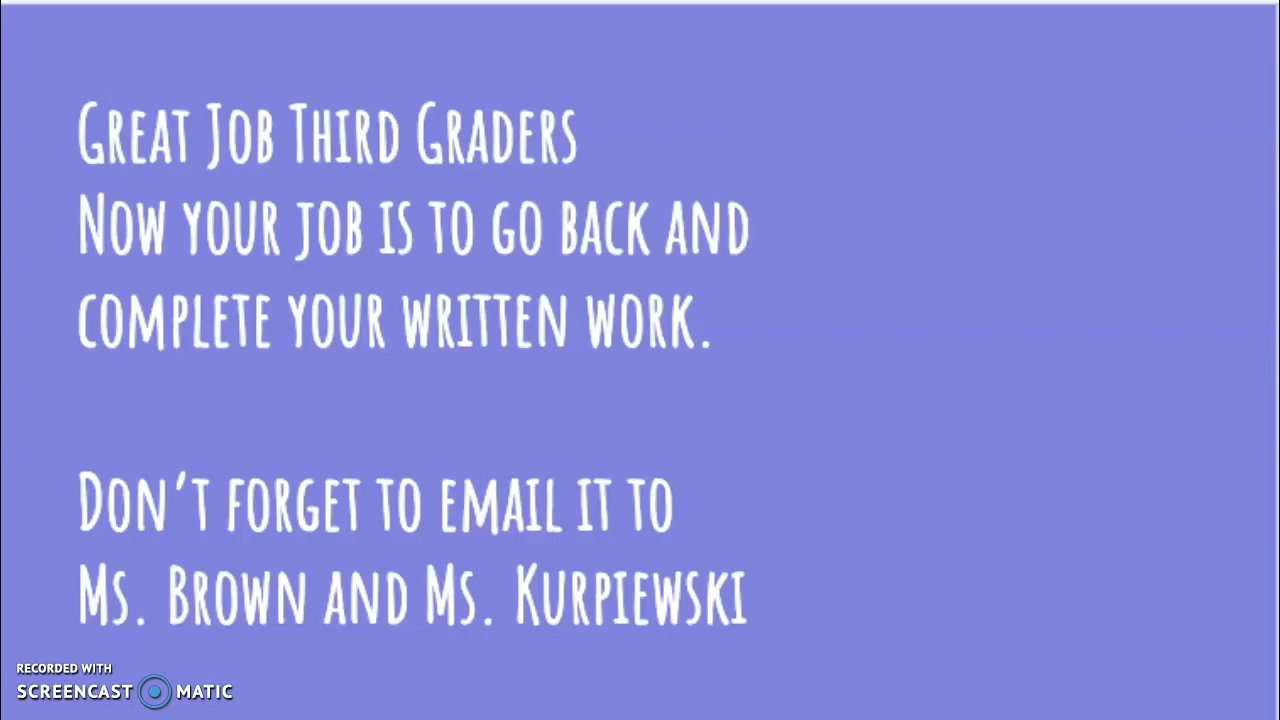 Great Job Third Graders
Now your job is to go back and
complete your written work.
Don’t forget to email it to
Ms. Brown and Ms. Kurpiewski
RECORDED WITH
SCREENCAST MATIC